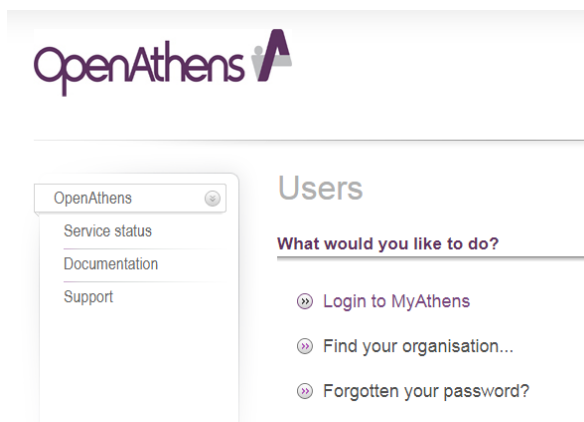 OpenAthens
OpenAthens
Service status
Documentation
Support
Users
What would you like to do?
Login to MyAthens
Find your organisation...
Forgotten your password?